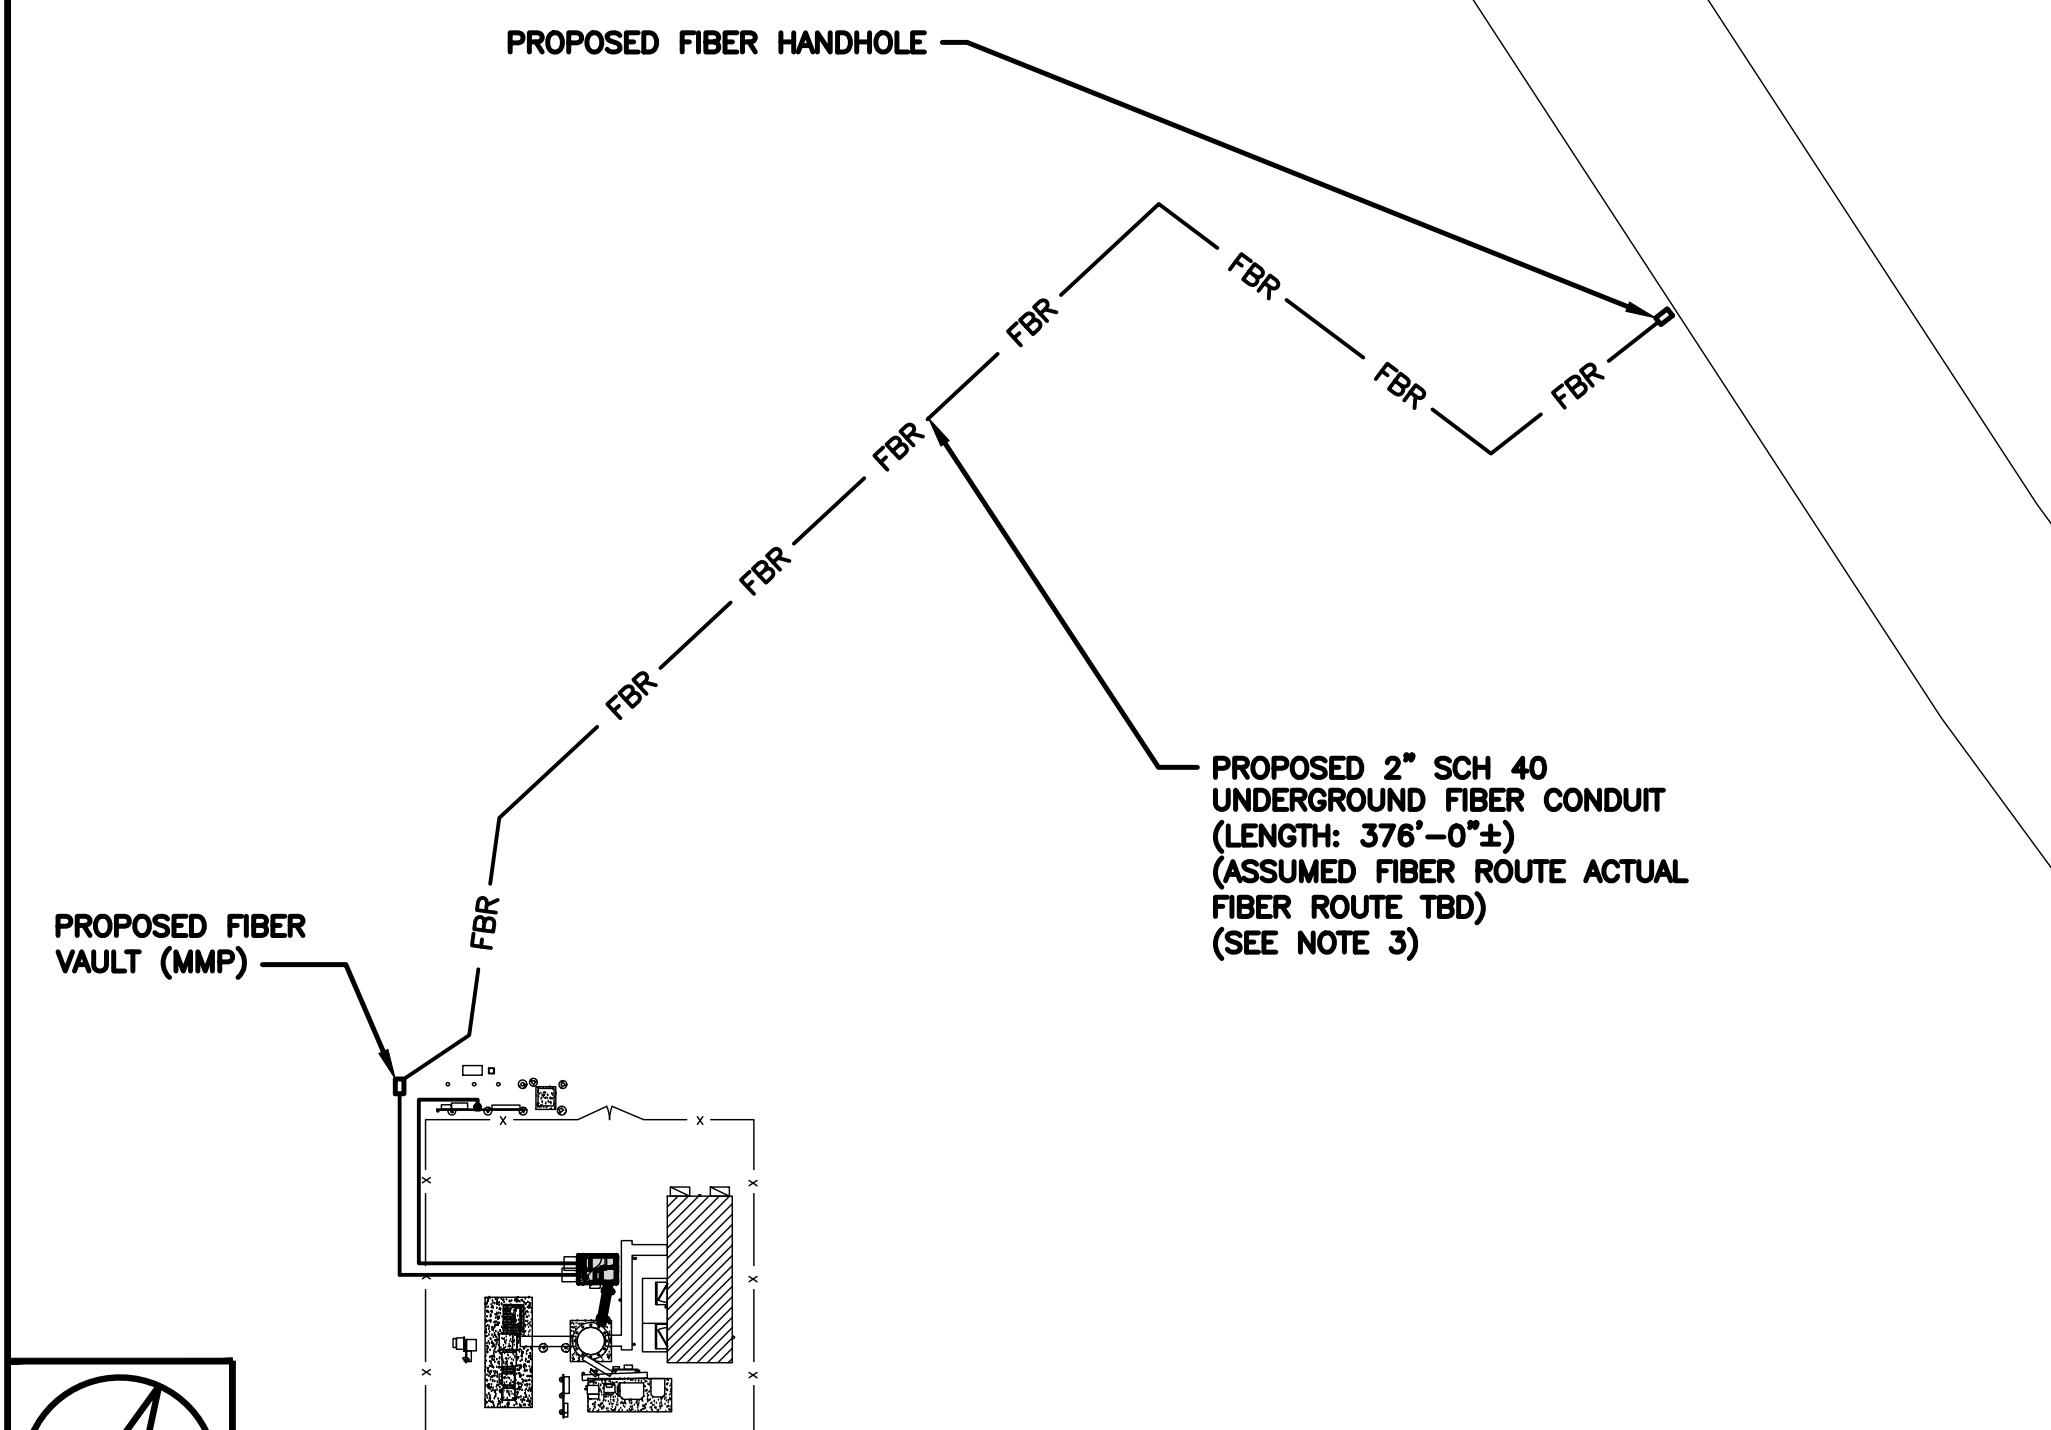 PROPOSED FIBER HANDHOLE
FBR
FBR
FBR
FBR
FBR
FBR
FBR
FBR
PROPOSED 2" SCH 40
UNDERGROUND FIBER CONDUIT
(LENGTH: 376'-0"±)
(ASSUMED FIBER ROUTE ACTUAL
FIBER ROUTE TBD)
(SEE NOTE 3)
PROPOSED FIBER
VAULT (MMP)
X
X
X
X
X
X
X
X